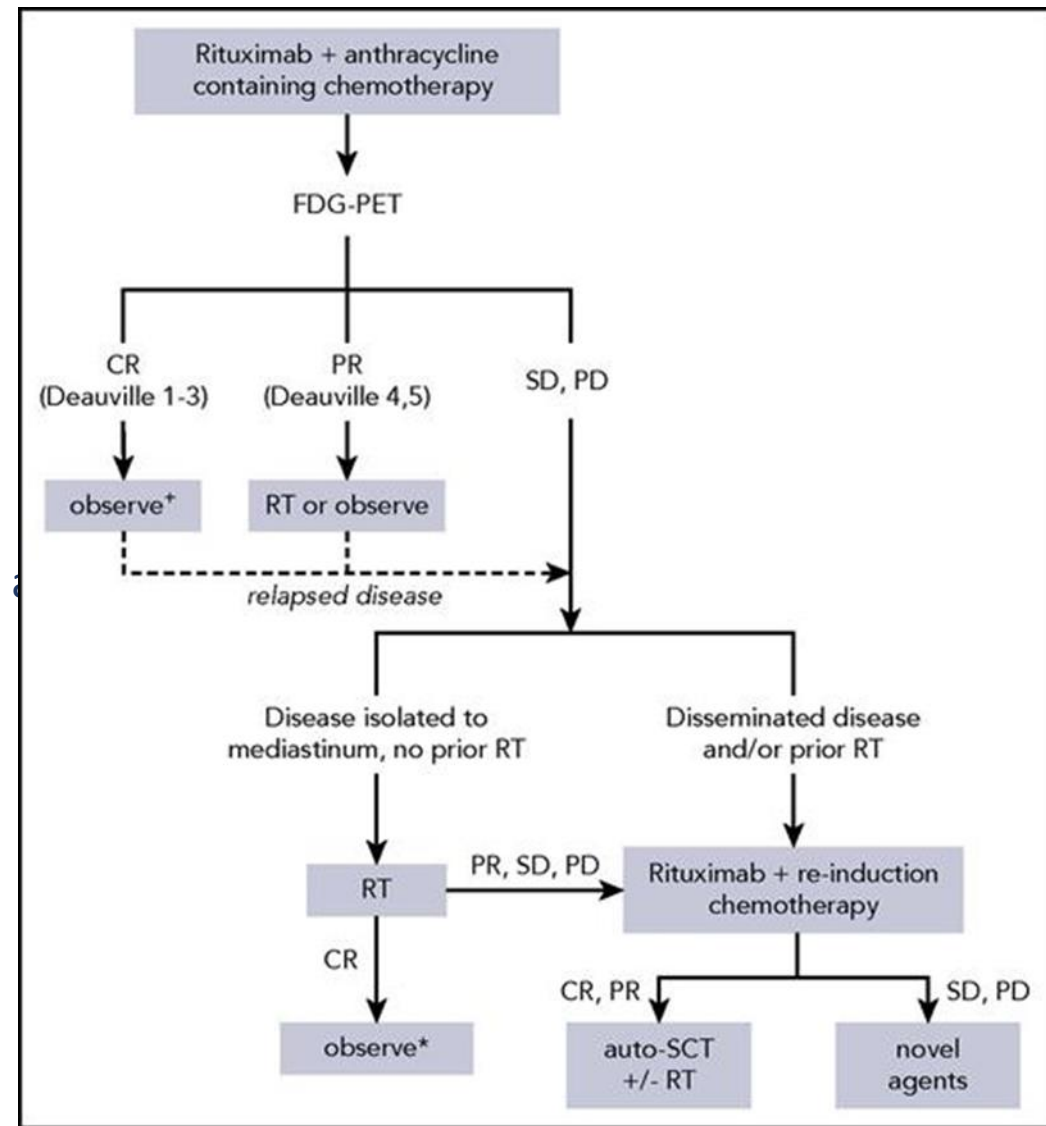 Rituximab + anthracycline
containing chemotherapy
FDG-PET
CR
(Deauville 1-3)
PR
(Deauville 4,5)
SD, PD
observe+
RT or observe
relapsed disease
Disease isolated to
mediastinum, no prior RT
Disseminated disease
and/or prior RT
RT
PR, SD, PD
Rituximab + re-induction
chemotherapy
CR
CR, PR
SD, PD
observe*
auto-SCT
+/- RT
novel
agents